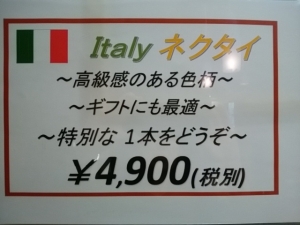 Italy ネクタイ
～高級感のある色柄～
～ギフトにも最適～
～特別な 1本をどうぞ～
￥4,900(税別)